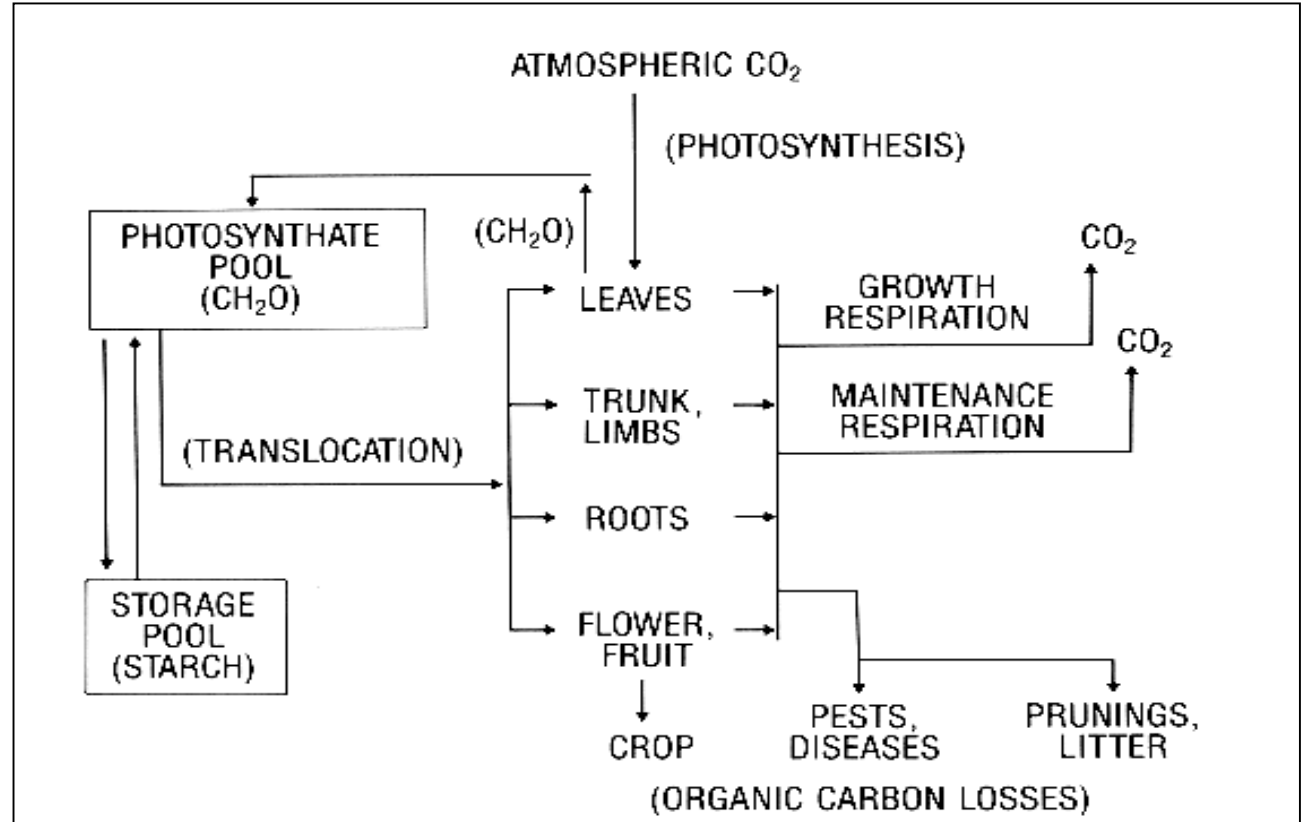 ATMOSPHERIC CO₂
(PHOTOSYNTHESIS)
PHOTOSYNTHATE
POOL
(CH₂O)
(CH₂O)
LEAVES
GROWTH
RESPIRATION
CO₂
TRUNK,
LIMBS
MAINTENANCE
RESPIRATION
CO₂
(TRANSLOCATION)
ROOTS
STORAGE
POOL
(STARCH)
FLOWER,
FRUIT
CROP
PESTS,
DISEASES
PRUNINGS,
LITTER
(ORGANIC CARBON LOSSES)